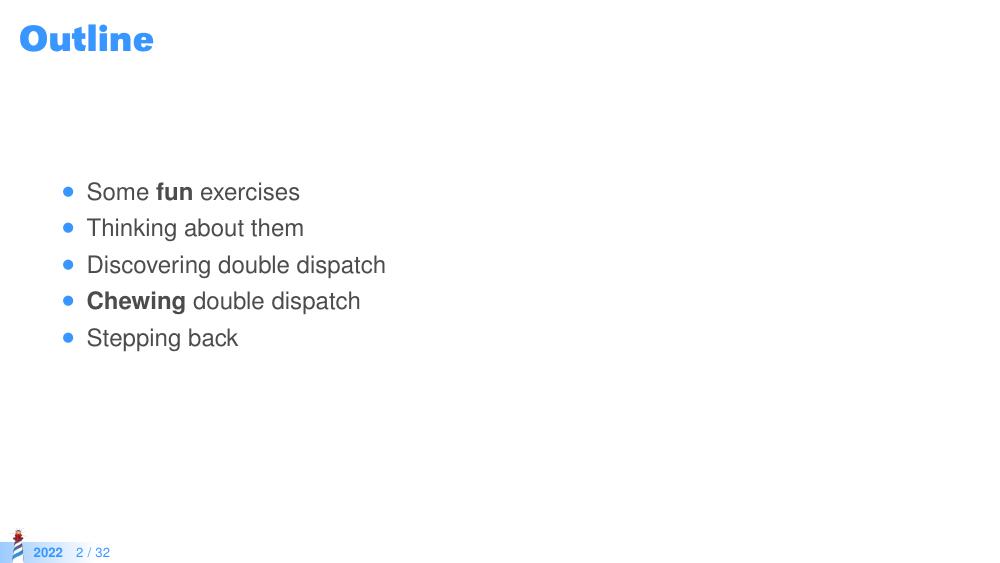 Outline
Some fun exercises
Thinking about them
Discovering double dispatch
Chewing double dispatch
Stepping back
2022 2 / 32